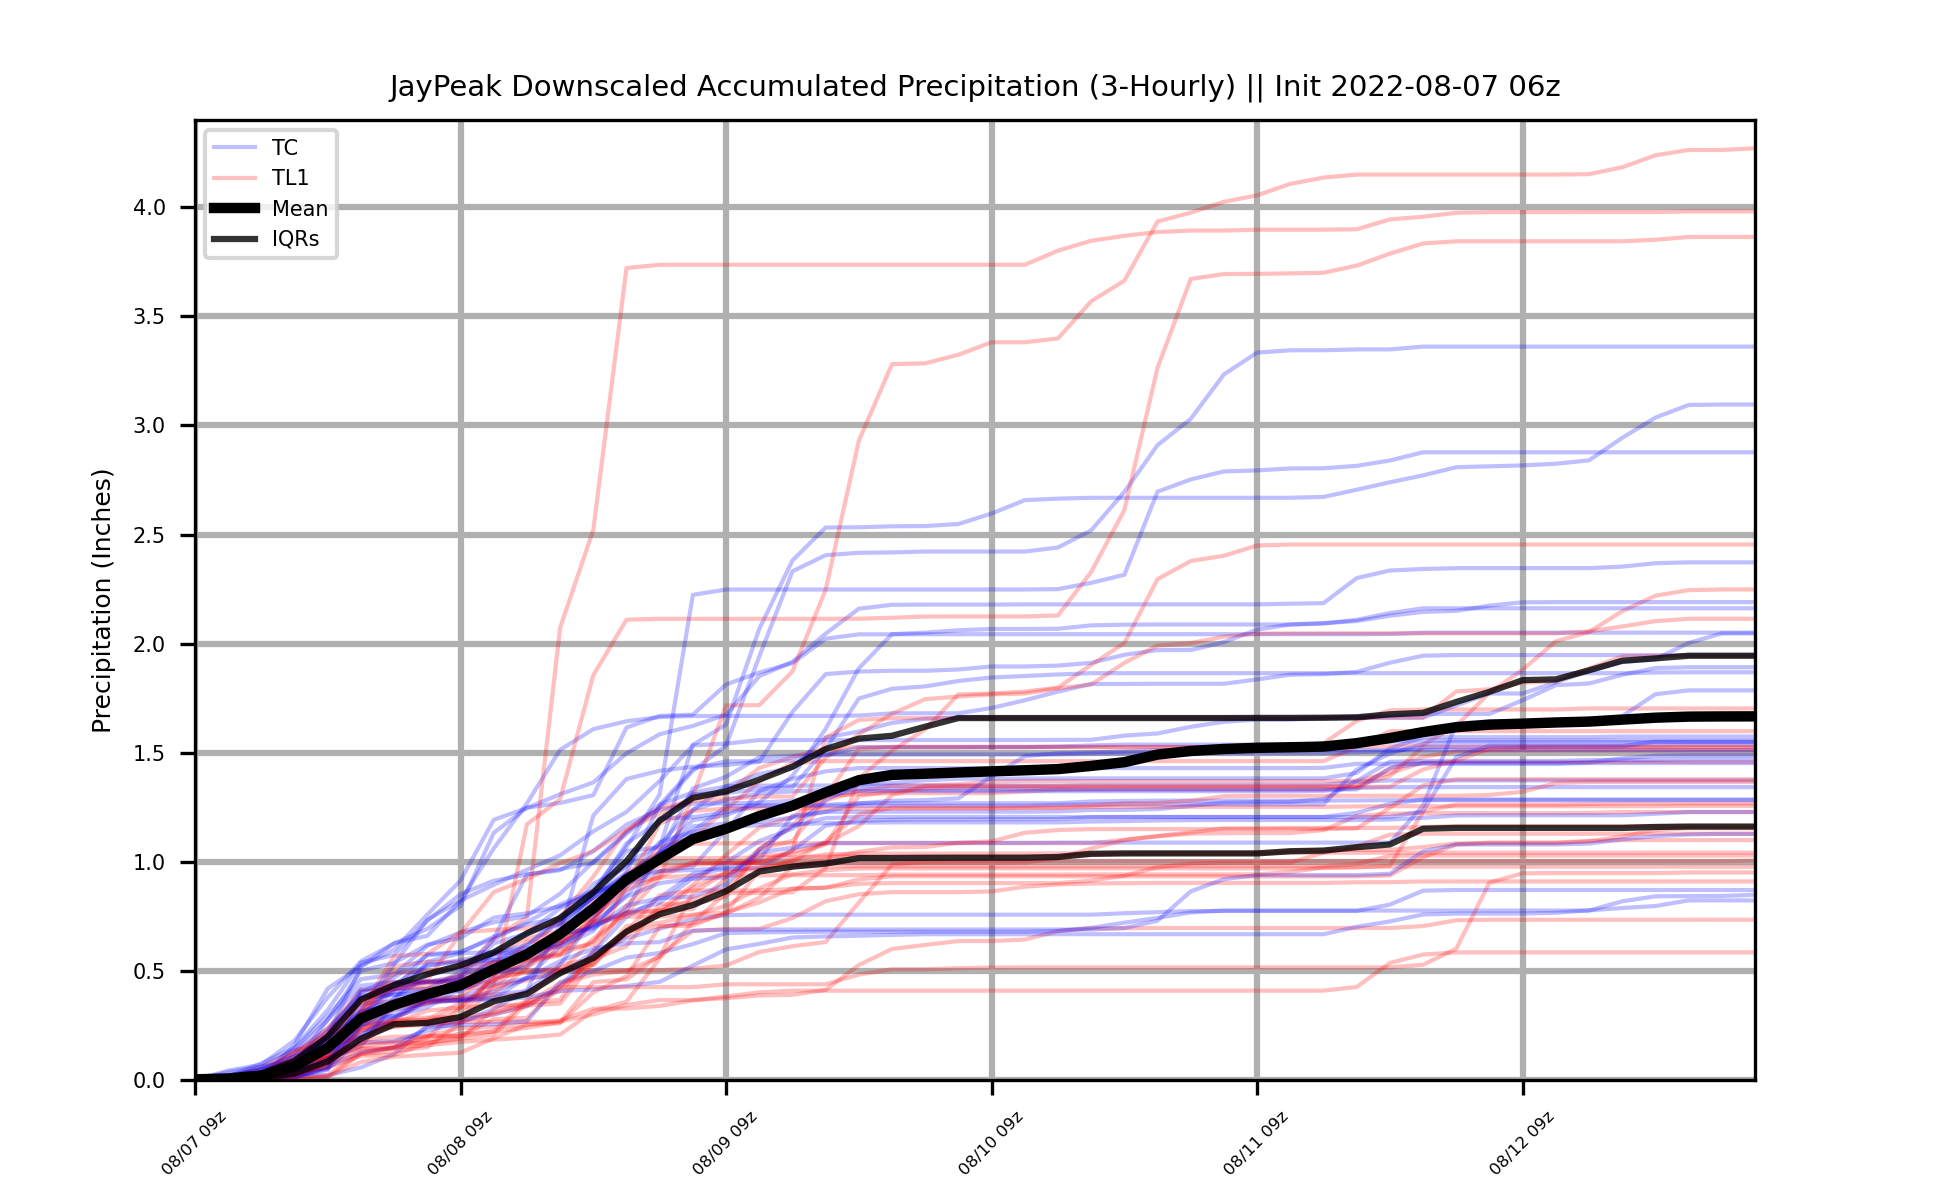 JayPeak Downscaled Accumulated Precipitation (3-Hourly) || Init 2022-08-07 06z
TC
TL1
Mean
IQRs
Precipitation (Inches)
4.0
3.5
3.0
2.5
2.0
1.5
1.0
0.5
0.0
08/07 09z
08/08 09z
08/09 09z
08/10 09z
08/11 09z
08/12 09z